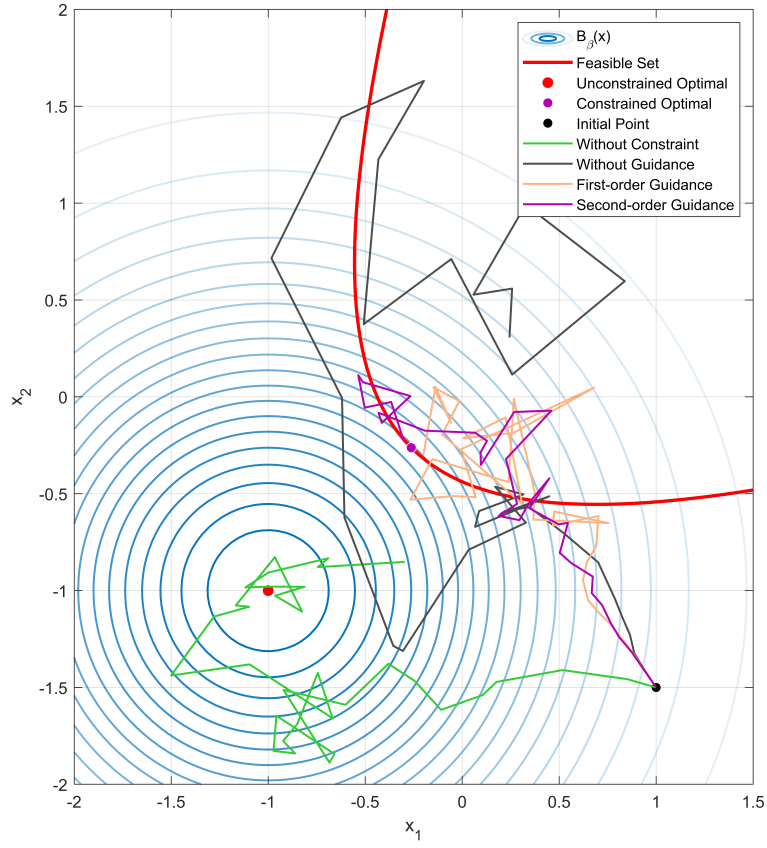 B_β(x)
Feasible Set
Unconstrained Optimal
Constrained Optimal
Initial Point
Without Constraint
Without Guidance
First-order Guidance
Second-order Guidance
2
1.5
1
0.5
0
-0.5
-1
-1.5
-2
x_2
-2 -1.5 -1 -0.5 0 0.5 1 1.5
x_1